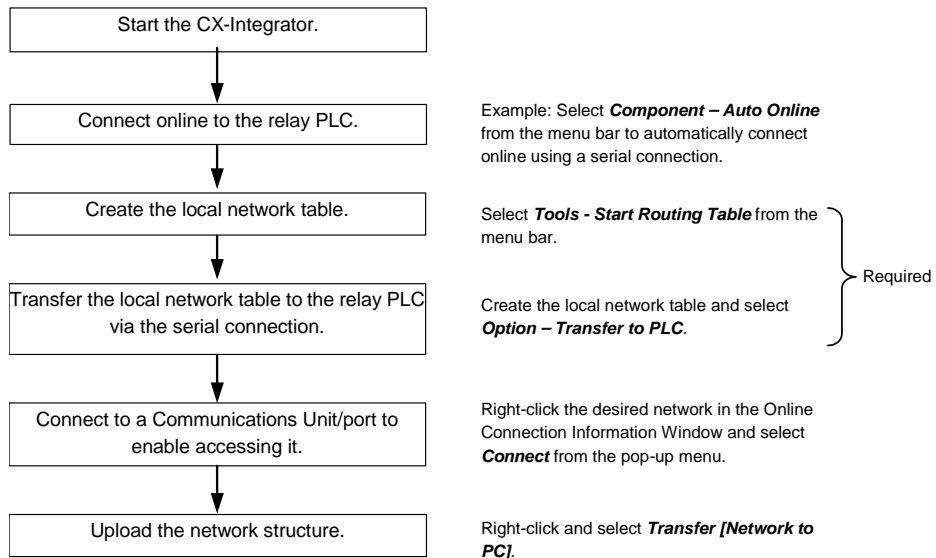 Start the CX-Integrator.
Connect online to the relay PLC.
Example: Select Component – Auto Online
from the menu bar to automatically connect
online using a serial connection.
Create the local network table.
Select Tools - Start Routing Table from the
menu bar.
Required
Transfer the local network table to the relay PLC
via the serial connection.
Create the local network table and select
Option – Transfer to PLC.
Connect to a Communications Unit/port to
enable accessing it.
Right-click the desired network in the Online
Connection Information Window and select
Connect from the pop-up menu.
Upload the network structure.
Right-click and select Transfer [Network to
PC].